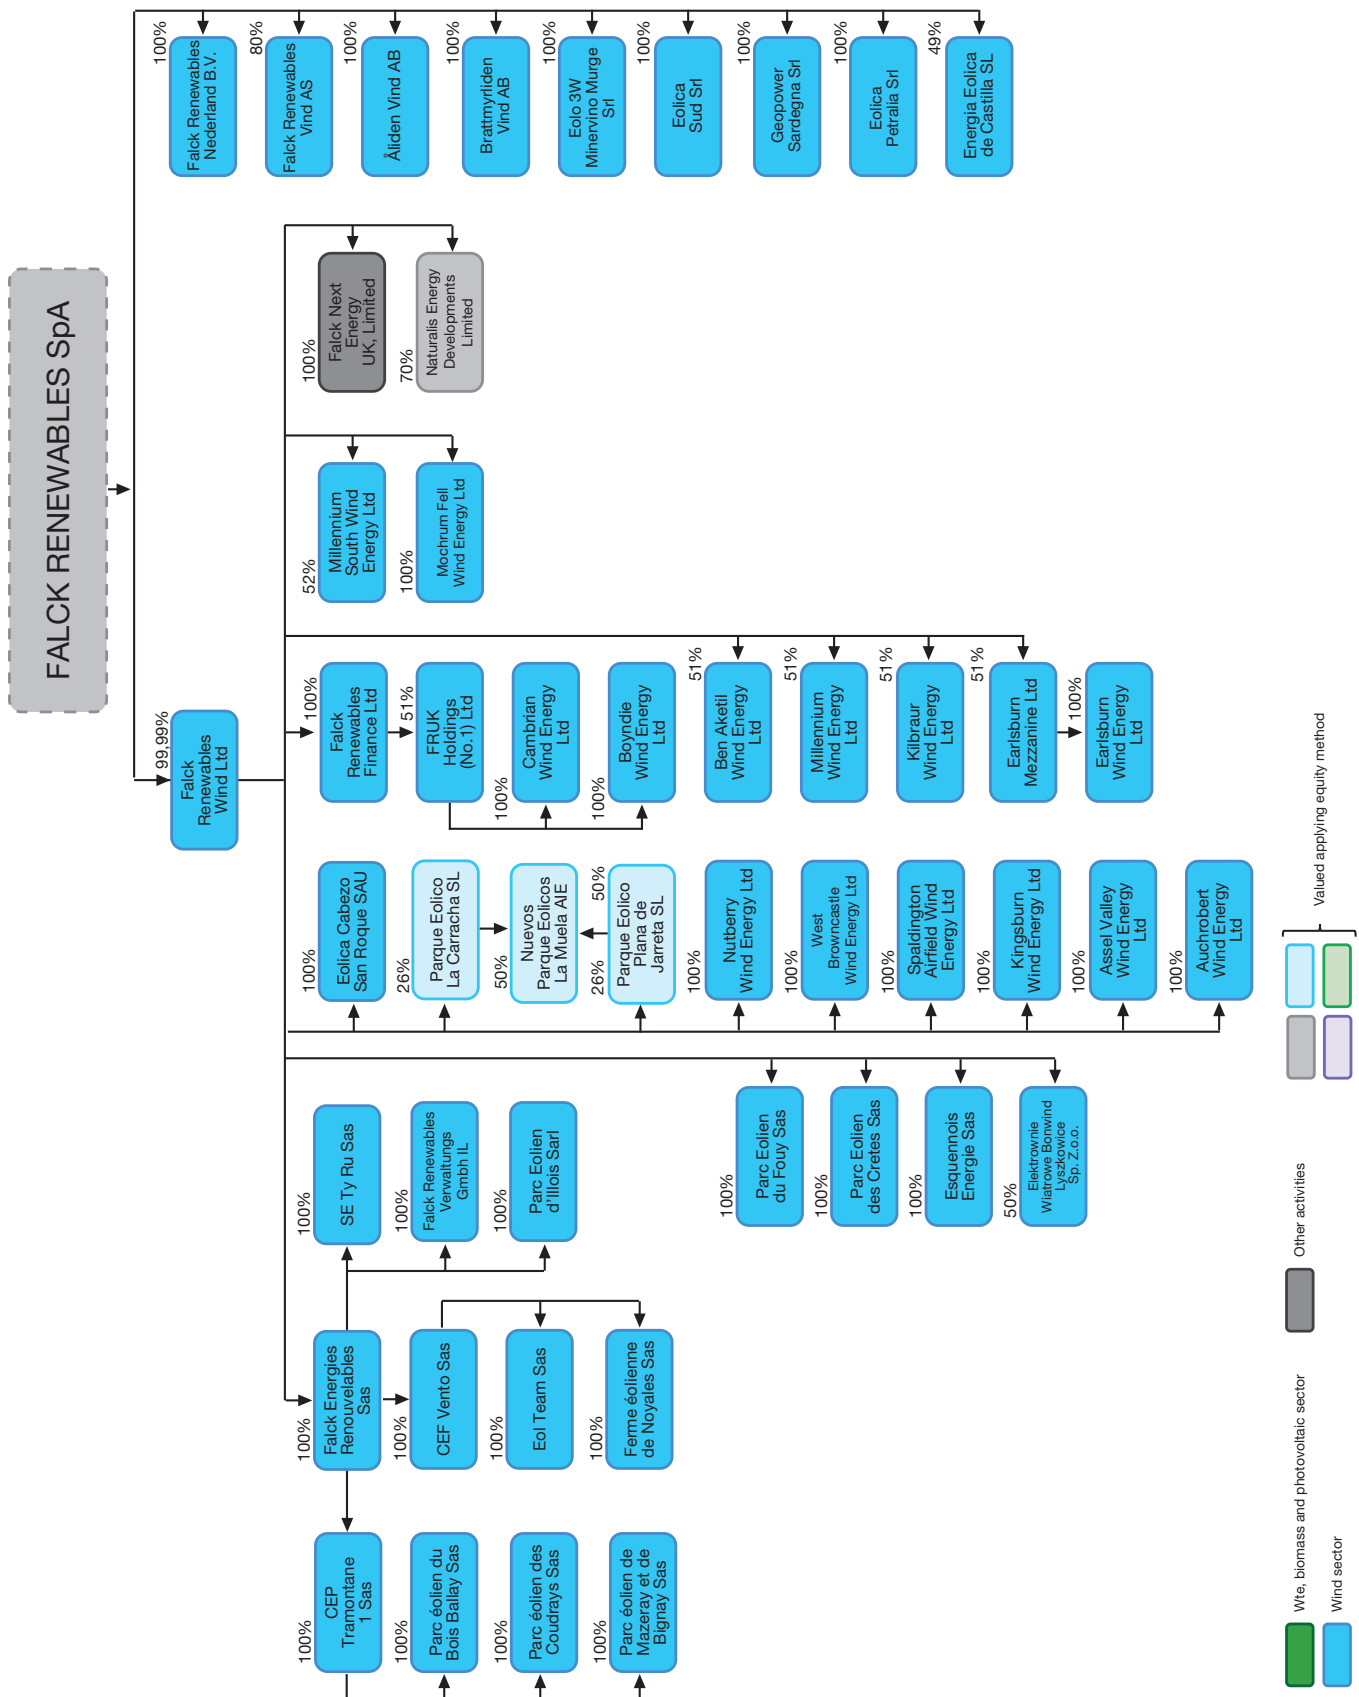 FALCK RENEWABLES SpA
99,99%
Falck
Renewables
Wind Ltd
100%
Falck Renewables
Nederland B.V.
80%
Falck Renewables
Vind AS
100%
Åliden Vind AB
100%
Brattmyrliden
Vind AB
100%
Eolo 3W
Minervino Murge
Srl
100%
Eolica
Sud Srl
100%
Geopower
Sardegna Srl
100%
Eolica
Petralia Srl
49%
Energia Eolica
de Castilla SL
100%
CEP
Tramontane
1 Sas
100%
Parc éolien du
Bois Ballay Sas
100%
Parc éolien des
Coudrays Sas
100%
Parc éolien de
Mazeray et de
Bignay Sas
100%
Falck Energies
Renouvelables
Sas
100%
CEF Vento Sas
100%
Eol Team Sas
100%
Ferme éolienne
de Noyales Sas
100%
SE Ty Ru Sas
100%
Falck Renewables
Verwaltungs
Gmbh IL
100%
Parc Eolien
d'Illois Sarl
100%
Parc Eolien
du Fouy Sas
100%
Parc Eolien
des Cretes Sas
100%
Esquennois
Energie Sas
50%
Elektrownie
Wiatrowe Bonwind
Lyszkowice
Sp. Z.o.o.
100%
Eolica Cabezo
San Roque SAU
26%
Parque Eolico
La Carracha SL
50%
Nuevos
Parque Eolicos
La Muela AIE
50%
26%
Parque Eolico
Plana de
Jarreta SL
100%
Nutberry
Wind Energy Ltd
100%
West
Browncastle
Wind Energy Ltd
100%
Spaldington
Airfield Wind
Energy Ltd
100%
Kingsburn
Wind Energy Ltd
100%
Assel Valley
Wind Energy
Ltd
100%
Auchrobert
Wind Energy
Ltd
100%
Falck
Renewables
Finance Ltd
51%
FRUK
Holdings
(No.1) Ltd
100%
Cambrian
Wind Energy
Ltd
100%
Boyndie
Wind Energy
Ltd
51%
Ben Aketil
Wind Energy
Ltd
51%
Millennium
Wind Energy
Ltd
51%
Kilbraur
Wind Energy
Ltd
51%
Earlsburn
Mezzanine Ltd
100%
Earlsburn
Wind Energy
Ltd
52%
Millennium
South Wind
Energy Ltd
100%
Mochrum Fell
Wind Energy Ltd
100%
Falck Next
Energy
UK, Limited
70%
Naturalis Energy
Developments
Limited
Wte, biomass and photovoltaic sector
Wind sector
Other activities
Valued applying equity method